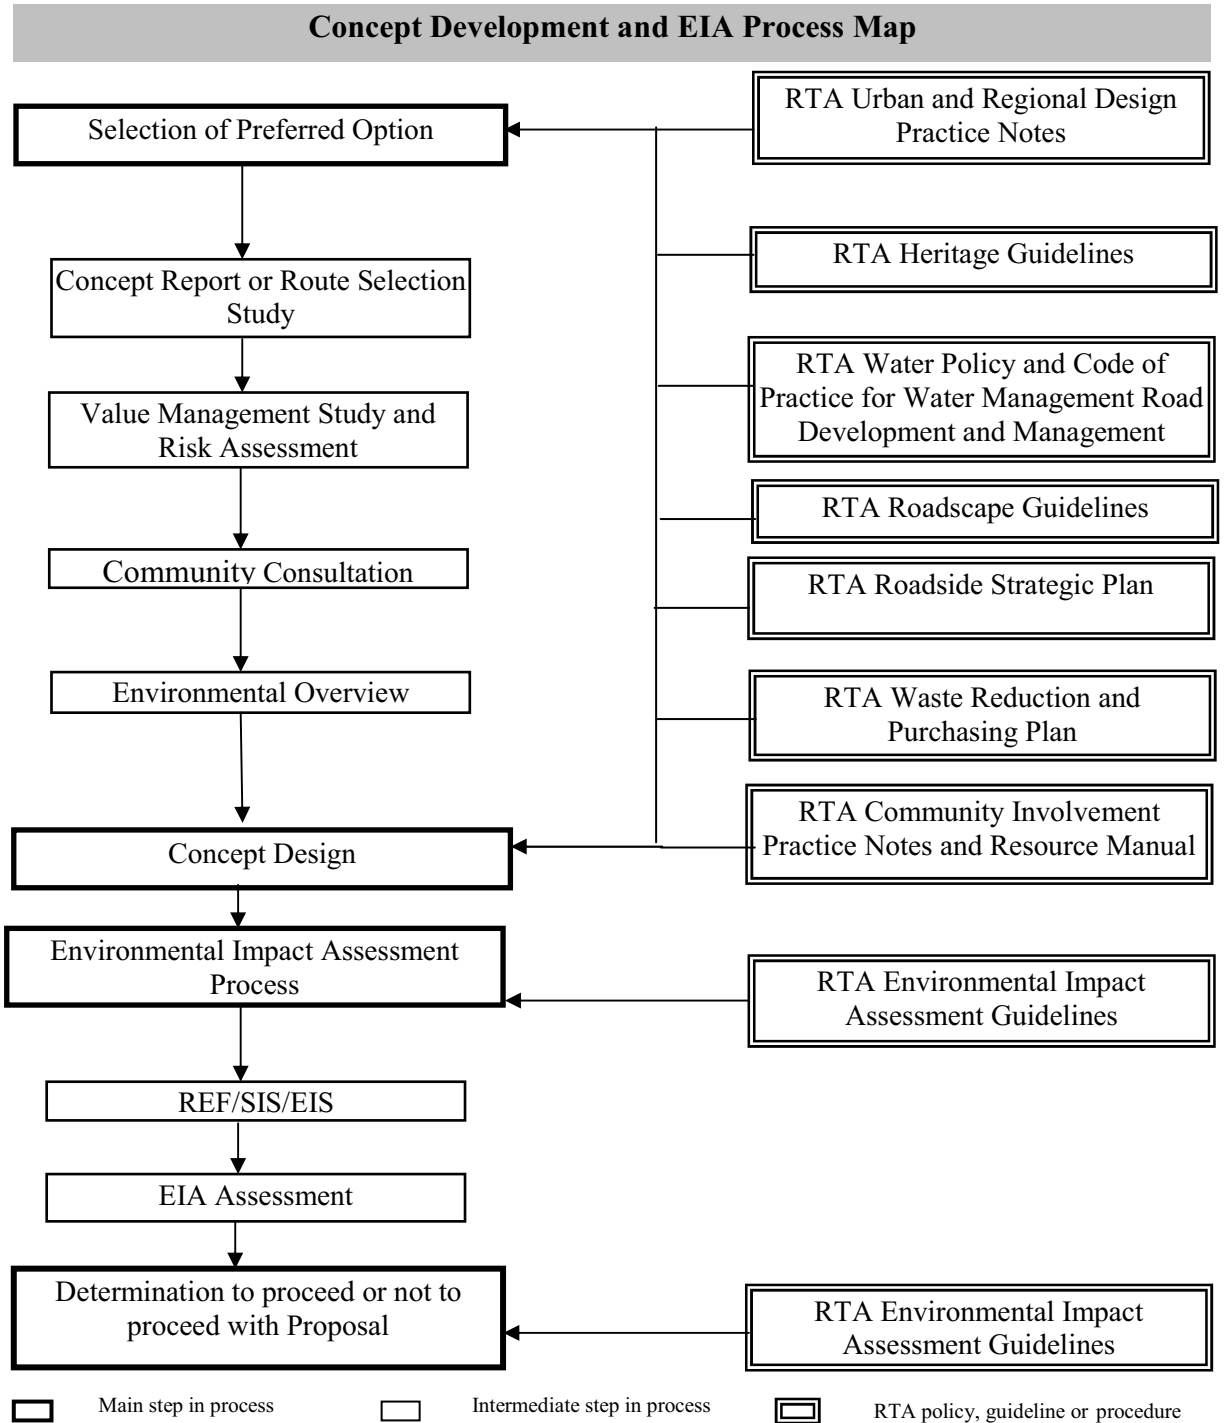 Concept Development and EIA Process Map
Selection of Preferred Option
RTA Urban and Regional Design
Practice Notes
RTA Heritage Guidelines
Concept Report or Route Selection
Study
RTA Water Policy and Code of
Practice for Water Management Road
Development and Management
Value Management Study and
Risk Assessment
RTA Roadscape Guidelines
Community Consultation
RTA Roadside Strategic Plan
Environmental Overview
RTA Waste Reduction and
Purchasing Plan
RTA Community Involvement
Practice Notes and Resource Manual
Concept Design
Environmental Impact Assessment
Process
RTA Environmental Impact
Assessment Guidelines
REF/SIS/EIS
EIA Assessment
Determination to proceed or not to
proceed with Proposal
RTA Environmental Impact
Assessment Guidelines
Main step in process
Intermediate step in process
RTA policy, guideline or procedure